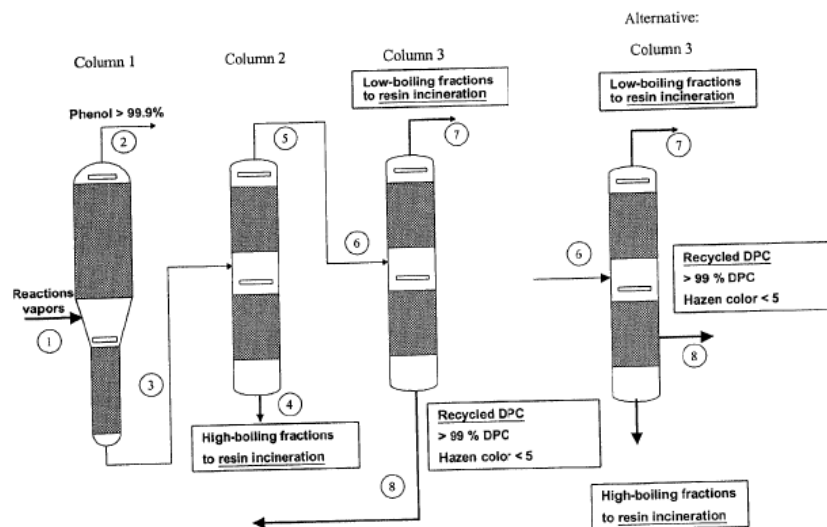 Alternative:
Column 1
Column 2
Column 3
Column 3
Low-boiling fractions
to resin incineration
Low-boiling fractions
to resin incineration
Phenol > 99.9%
2
5
7
7
6
6
Reactions
vapors
1
3
Recycled DPC
> 99 % DPC
Hazen color < 5
8
4
High-boiling fractions
to resin incineration
Recycled DPC
> 99 % DPC
Hazen color < 5
8
High-boiling fractions
to resin incineration